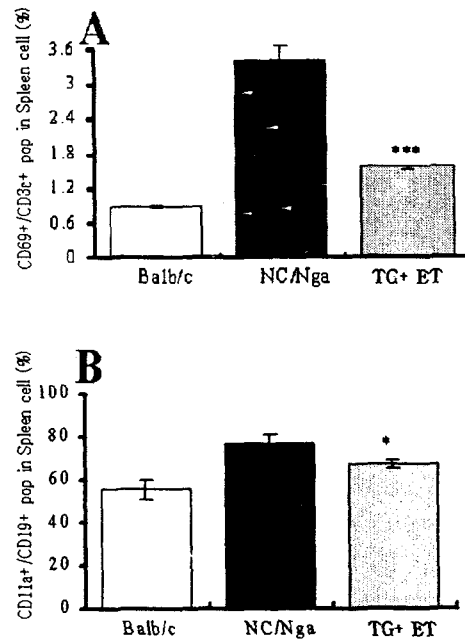 A
CD69+/CD3e+ pop in Spleen cell (%)
3.6
3
2.4
1.8
1.2
0.6
0
***
Balb/c
NC/Nga
TG+ ET
B
CD11a+/CD19+ pop in Spleen cell (%)
100
80
60
40
20
0
*
Balb/c
NC/Nga
TG+ ET